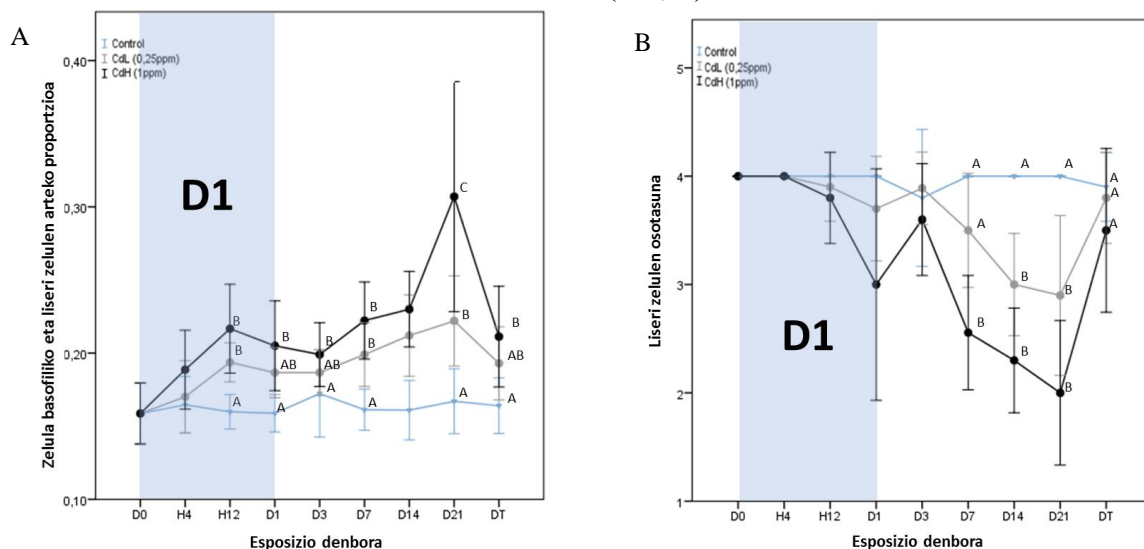 A
Control
CdL (0,25ppm)
CdH (1ppm)
0,40
0,30
0,20
0,10
Zelula basofiliko eta liseri zelulen arteko proportzioa
D1
B
B
B
B
C
B
AB
AB
B
B
AB
A
A
A
A
A
A
D0 H4 H12 D1 D3 D7 D14 D21 DT
Esposizio denbora
B
Control
CdL (0,25ppm)
CdH (1ppm)
5
4
3
2
1
Liseri zelulen osotasuna
D1
A
A
A
A
A
A
B
B
B
B
B
A
D0 H4 H12 D1 D3 D7 D14 D21 DT
Esposizio denbora